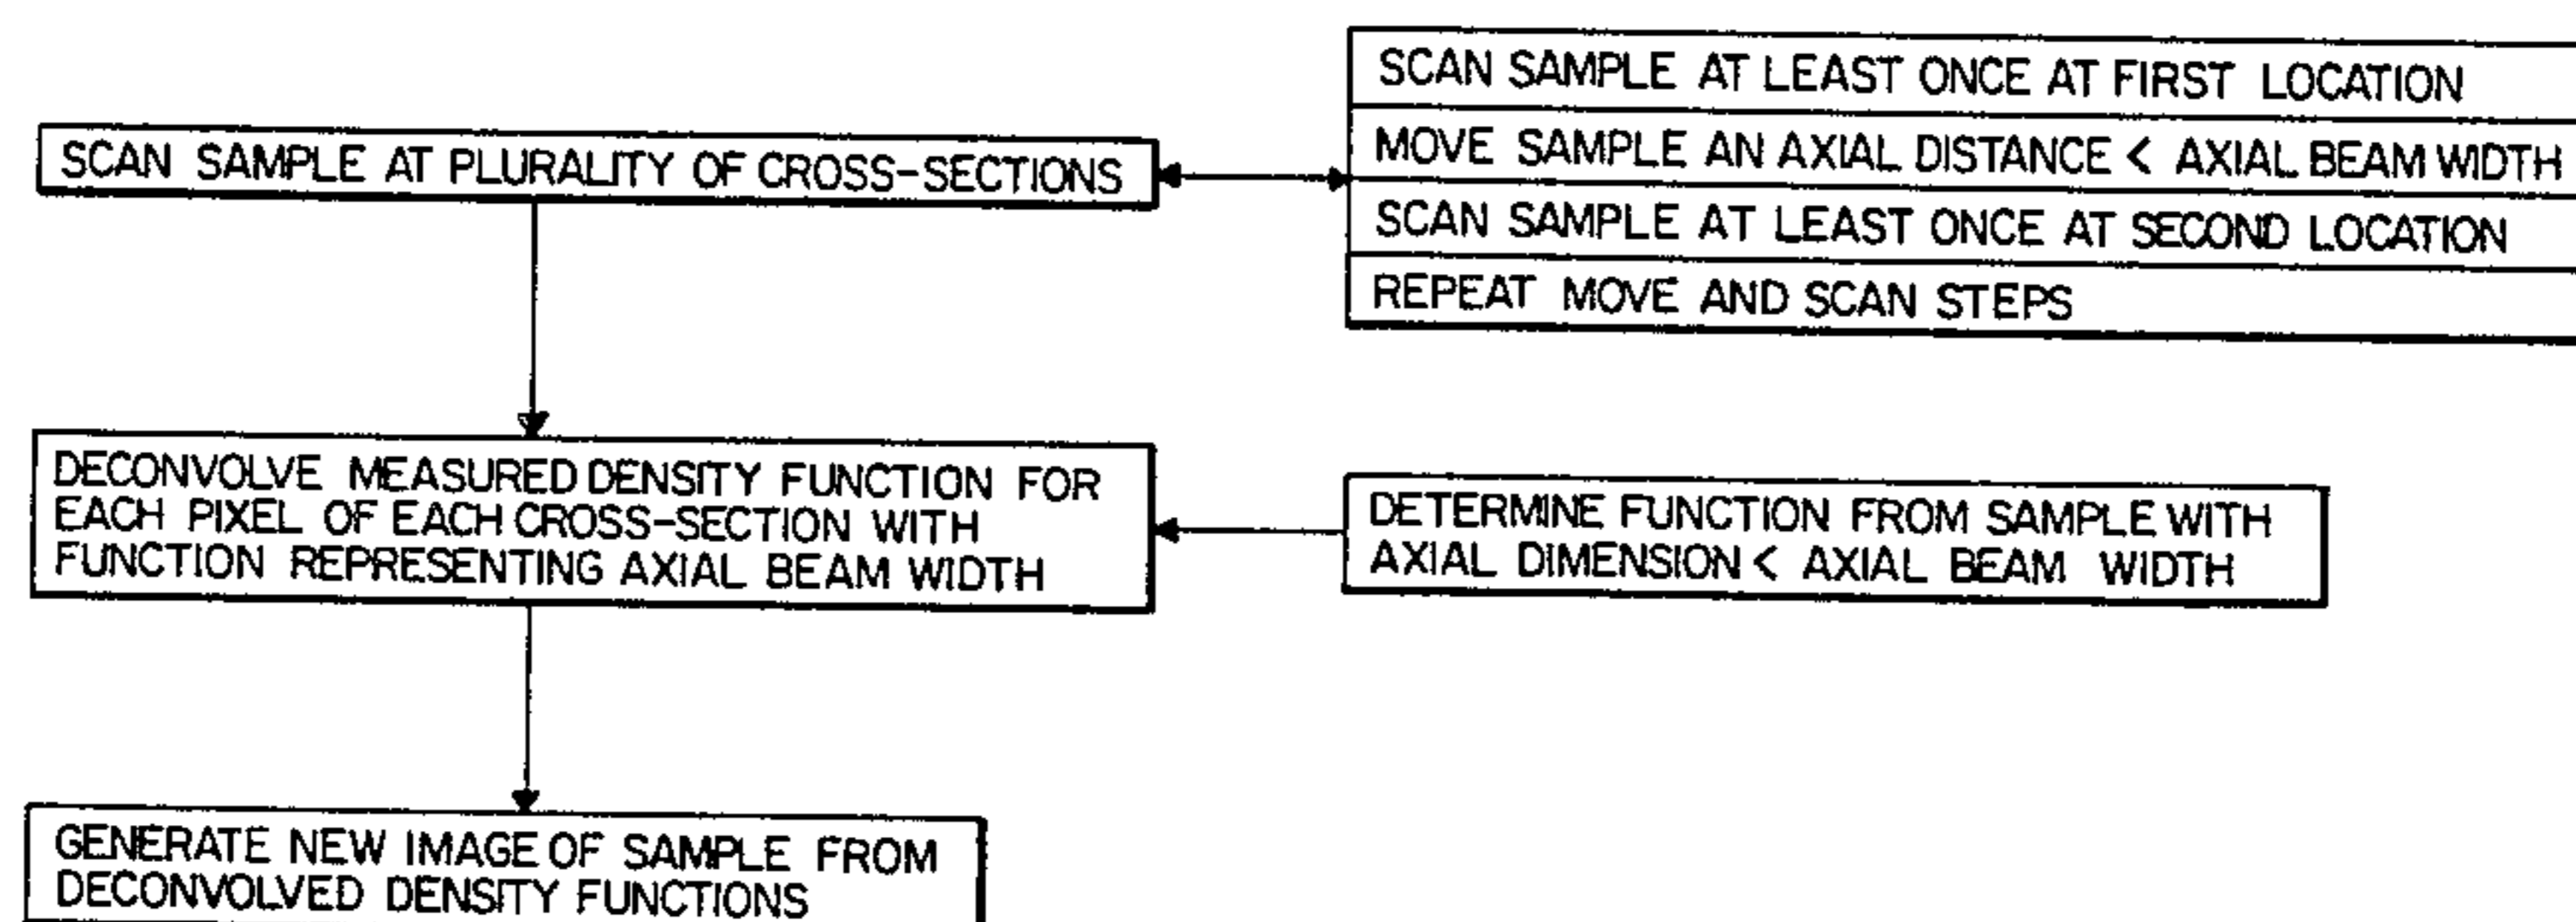 SCAN SAMPLE AT PLURALITY OF CROSS-SECTIONS
SCAN SAMPLE AT LEAST ONCE AT FIRST LOCATION
MOVE SAMPLE AN AXIAL DISTANCE < AXIAL BEAM WIDTH
SCAN SAMPLE AT LEAST ONCE AT SECOND LOCATION
REPEAT MOVE AND SCAN STEPS
DECONVOLVE MEASURED DENSITY FUNCTION FOR
EACH PIXEL OF EACH CROSS-SECTION WITH
FUNCTION REPRESENTING AXIAL BEAM WIDTH
DETERMINE FUNCTION FROM SAMPLE WITH
AXIAL DIMENSION < AXIAL BEAM WIDTH
GENERATE NEW IMAGE OF SAMPLE FROM
DECONVOLVED DENSITY FUNCTIONS